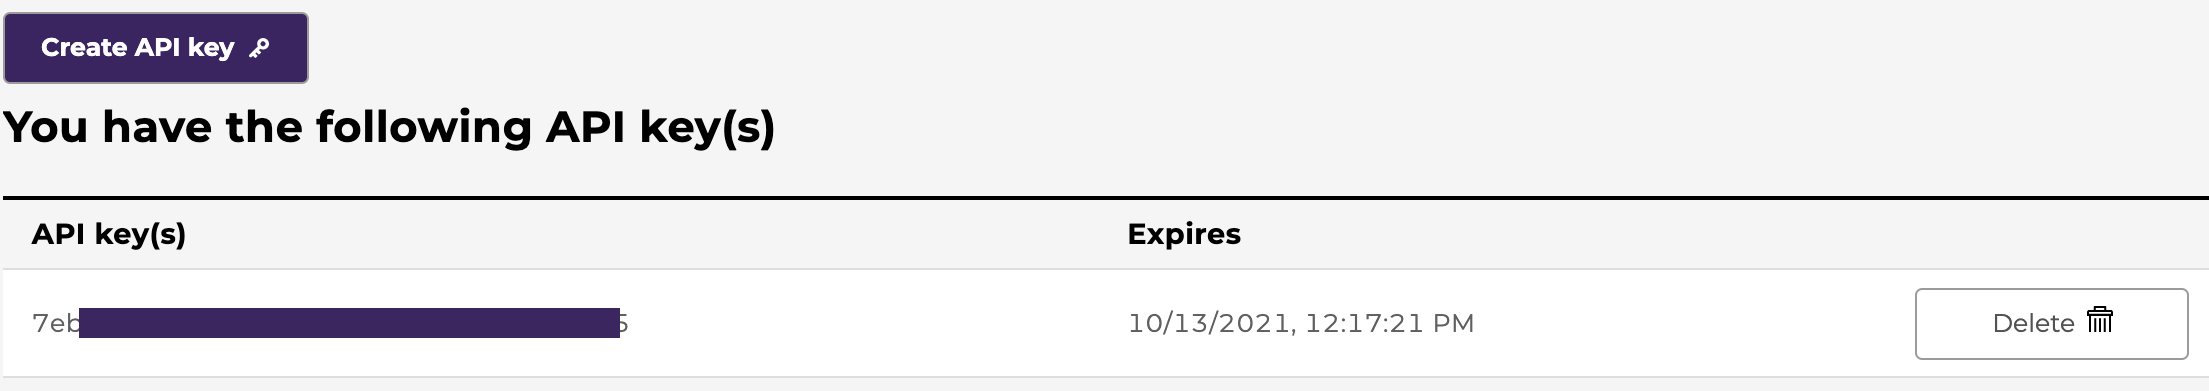 Create API key
You have the following API key(s)
API key(s) Expires
7eb 5 10/13/2021, 12:17:21 PM Delete